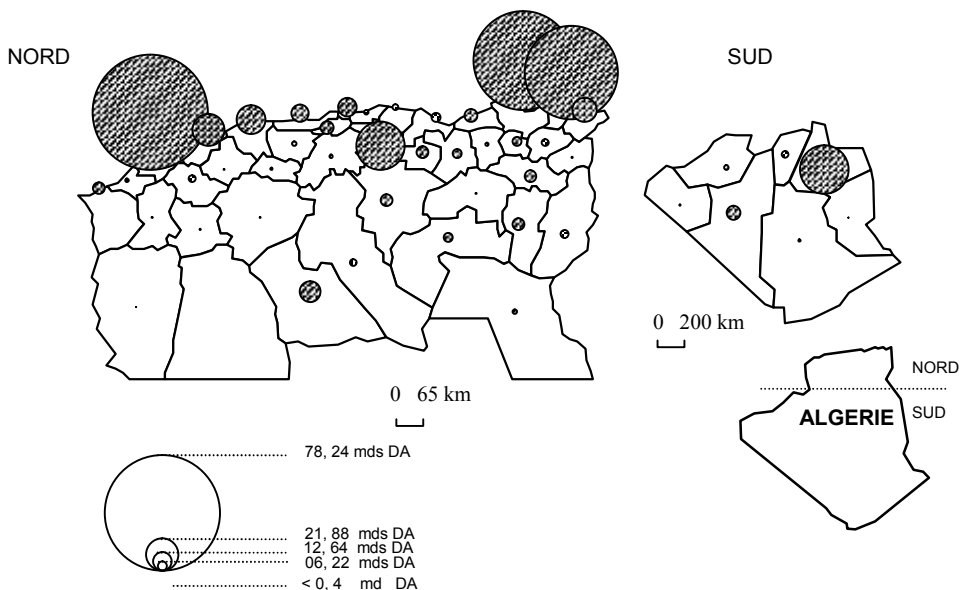 NORD
SUD
0 65 km
0 200 km
NORD
ALGERIE
SUD
78, 24 mds DA
21, 88 mds DA
12, 64 mds DA
06, 22 mds DA
< 0, 4 md DA